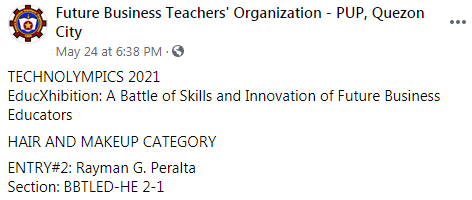 Future Business Teachers' Organization - PUP, Quezon
City
May 24 at 6:38 PM ·
TECHNOLYMPICS 2021
EducXhibition: A Battle of Skills and Innovation of Future Business
Educators
HAIR AND MAKEUP CATEGORY
ENTRY#2: Rayman G. Peralta
Section: BBTLED-HE 2-1